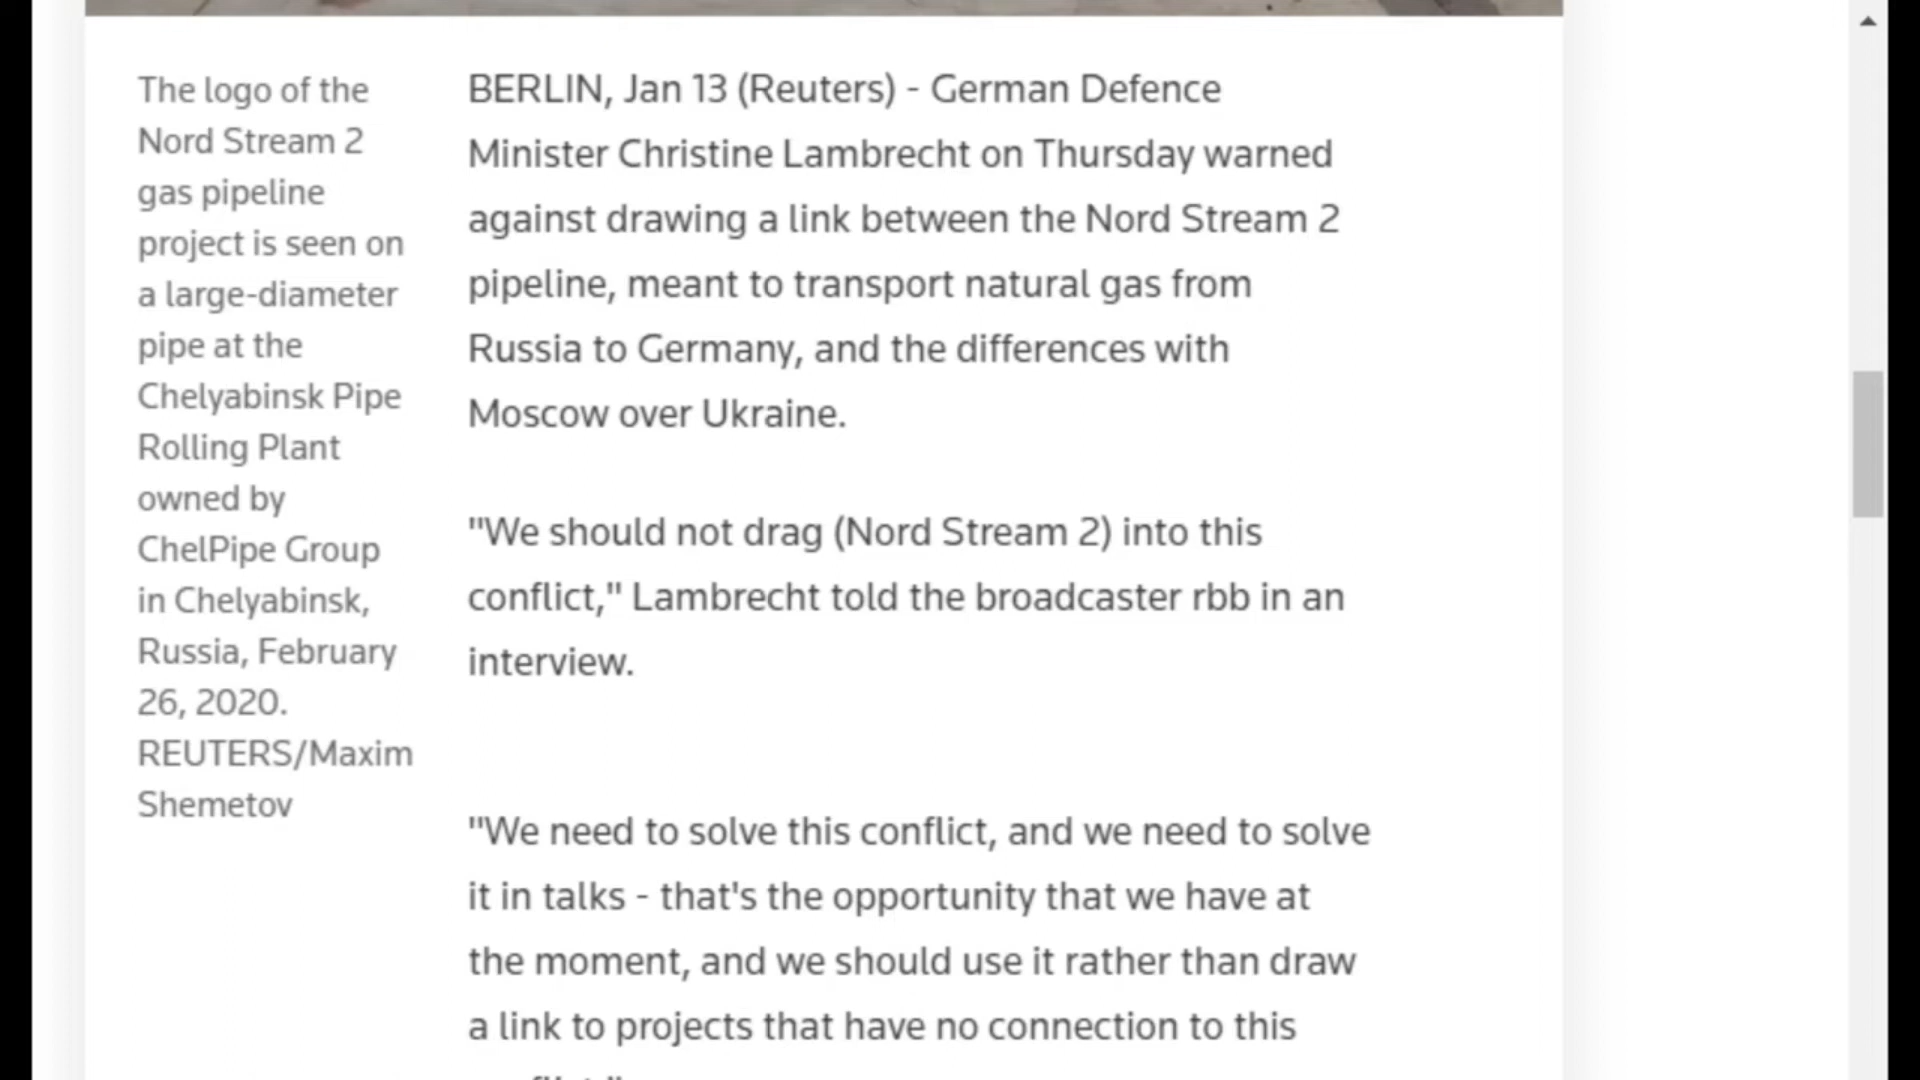 The logo of the
Nord Stream 2
gas pipeline
project is seen on
a large-diameter
pipe at the
Chelyabinsk Pipe
Rolling Plant
owned by
ChelPipe Group
in Chelyabinsk,
Russia, February
26, 2020.
REUTERS/Maxim
Shemetov
BERLIN, Jan 13 (Reuters) - German Defence
Minister Christine Lambrecht on Thursday warned
against drawing a link between the Nord Stream 2
pipeline, meant to transport natural gas from
Russia to Germany, and the differences with
Moscow over Ukraine.
"We should not drag (Nord Stream 2) into this
conflict," Lambrecht told the broadcaster rbb in an
interview.
"We need to solve this conflict, and we need to solve
it in talks - that's the opportunity that we have at
the moment, and we should use it rather than draw
a link to projects that have no connection to this